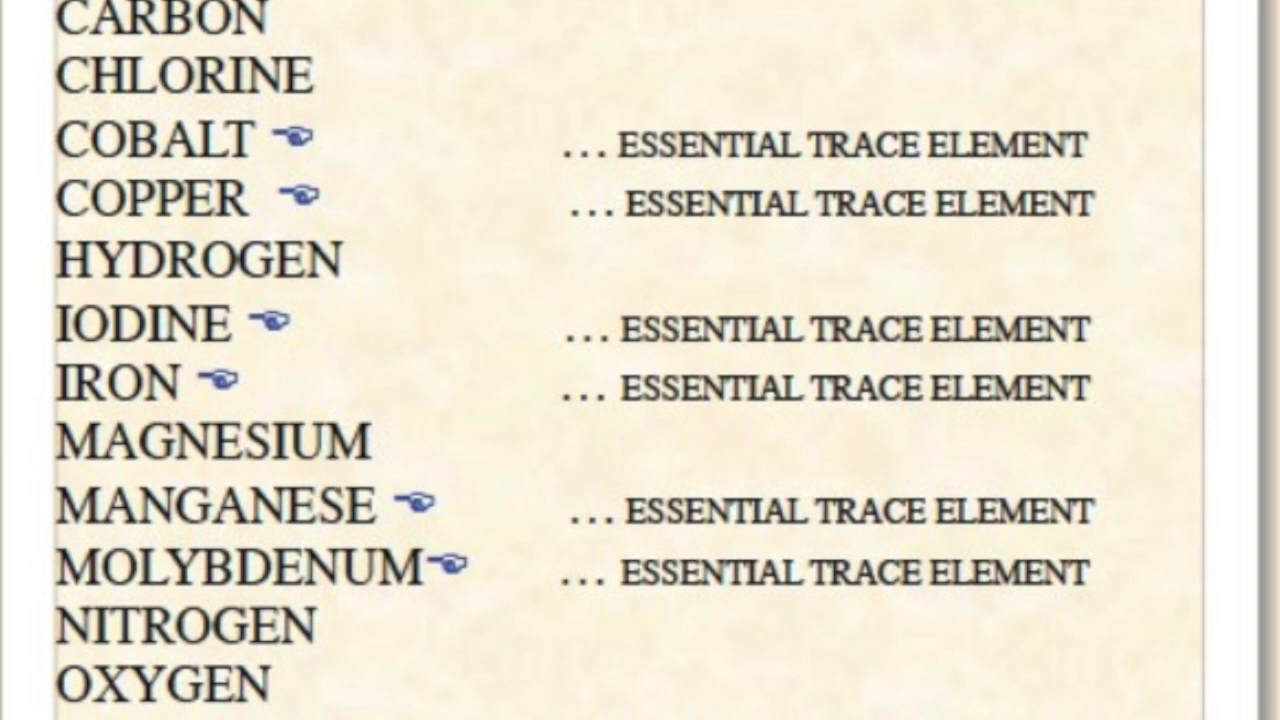 CARBON
CHLORINE
COBALT ... ESSENTIAL TRACE ELEMENT
COPPER ... ESSENTIAL TRACE ELEMENT
HYDROGEN
IODINE ... ESSENTIAL TRACE ELEMENT
IRON ... ESSENTIAL TRACE ELEMENT
MAGNESIUM
MANGANESE ... ESSENTIAL TRACE ELEMENT
MOLYBDENUM ... ESSENTIAL TRACE ELEMENT
NITROGEN
OXYGEN